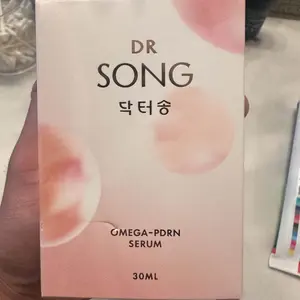 DR
SONG
닥터송
OMEGA-PDRN
SERUM
30ML